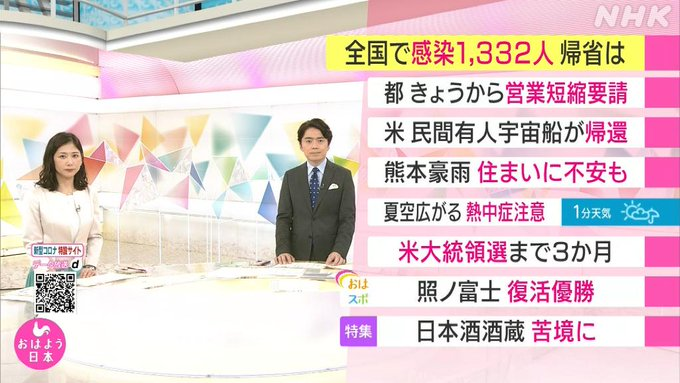 NHK
全国で感染1,332人 帰省は
都 きょうから営業短縮要請
米 民間有人宇宙船が帰還
熊本豪雨 住まいに不安も
夏空広がる 熱中症注意 1分天気
米大統領選まで3か月
おは
スポ
照ノ富士 復活優勝
特集 日本酒酒蔵 苦境に
新型コロナ 特設サイト
データ放送 d
おはよう
日本